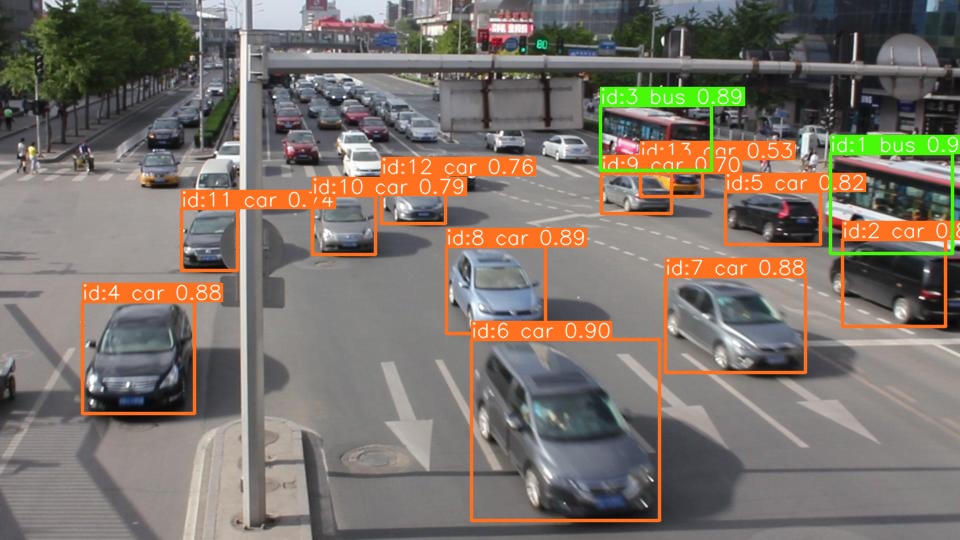 80
id:3 bus 0.89
id:1 bus 0.9
id:13 car 0.53
id:12 car 0.76
id:9 car 0.70
id:5 car 0.82
id:10 car 0.79
id:11 car 0.74
id:2 car 0.8
id:8 car 0.89
id:7 car 0.88
id:4 car 0.88
id:6 car 0.90